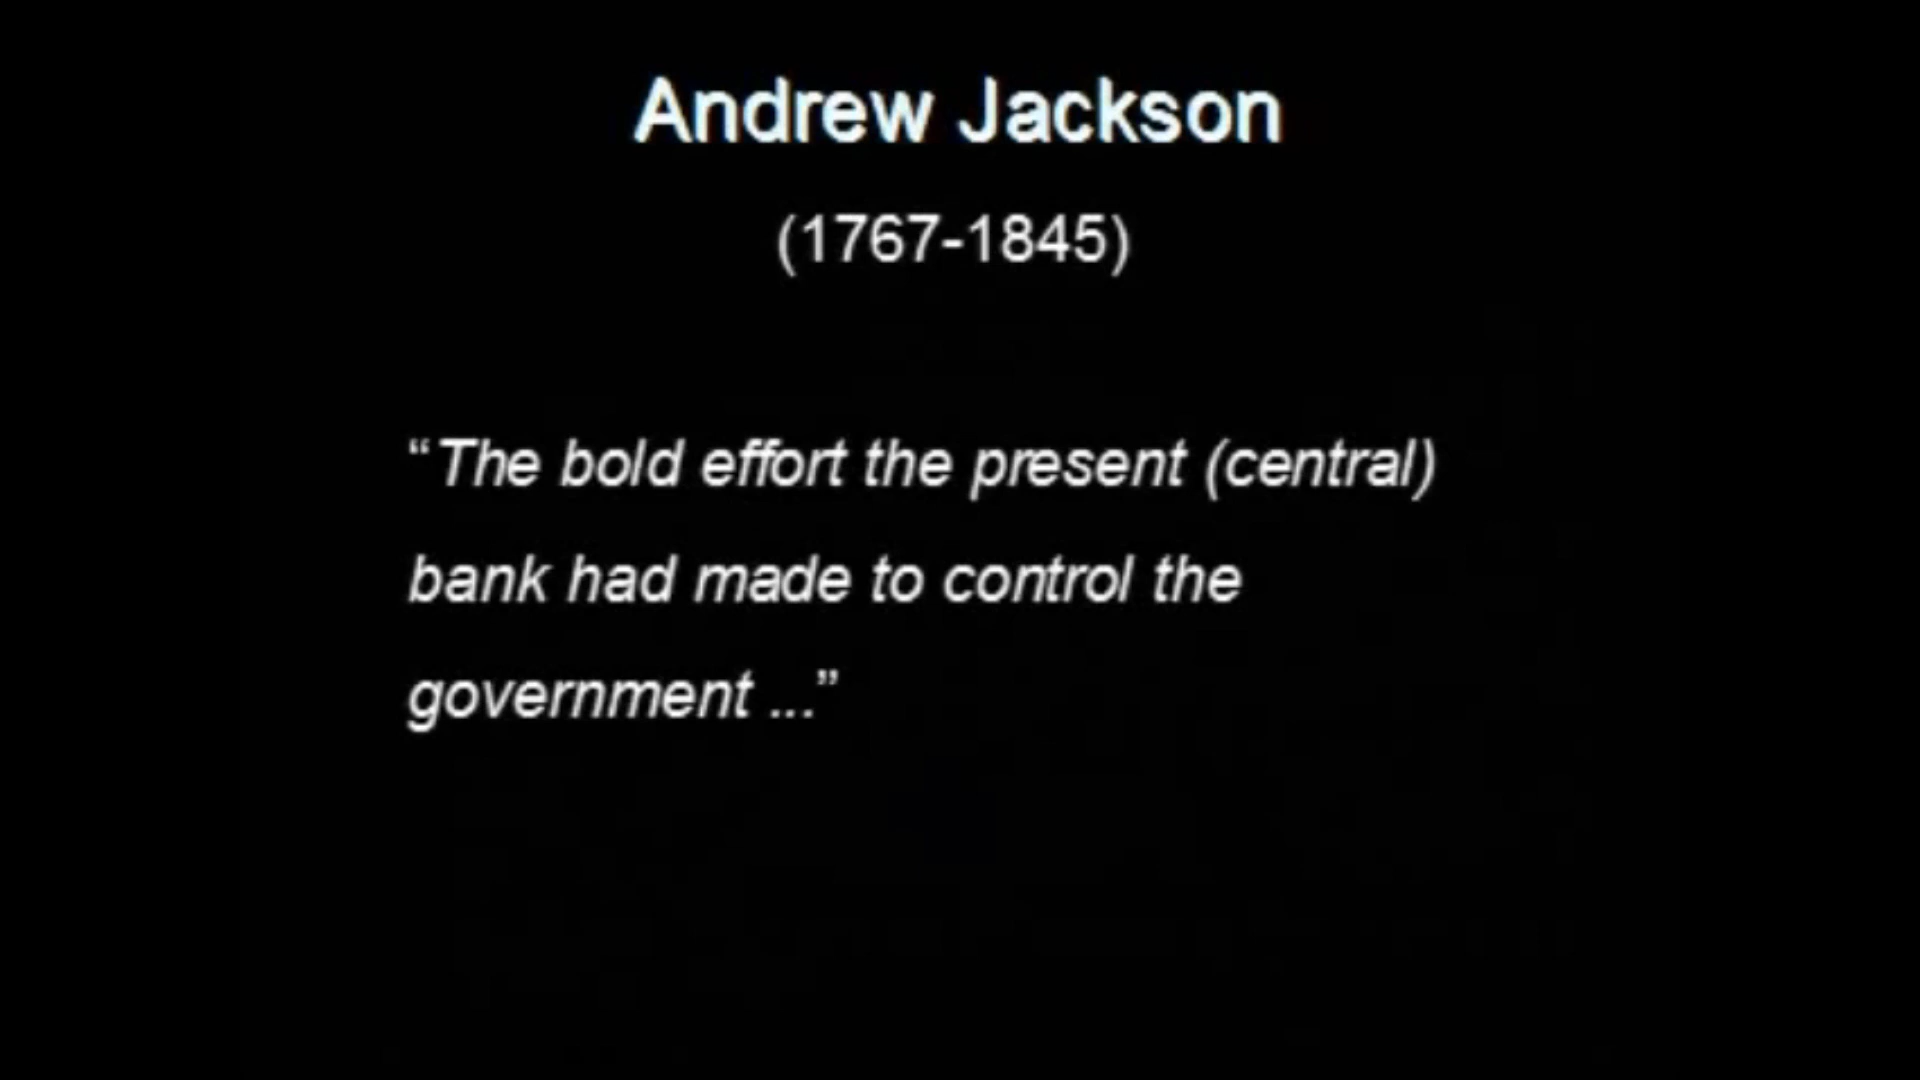 Andrew Jackson
(1767-1845)
“The bold effort the present (central)
bank had made to control the
government ...”